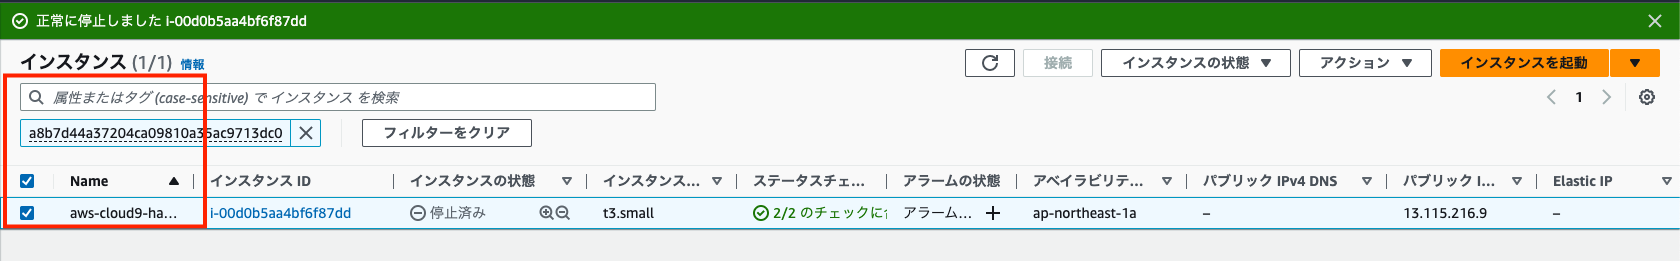 正常に停止しました i-00d0b5aa4bf6f87dd
インスタンス (1/1) 情報
接続
インスタンスの状態
アクション
インスタンスを起動
属性またはタグ (case-sensitive) で インスタンス を検索
1
a8b7d44a37204ca09810a35ac9713dc0
フィルターをクリア
Name インスタンス ID インスタンスの状態 インスタンス... ステータスチェ... アラームの状態 アベイラビリテ... パブリック IPv4 DNS パブリック I... Elastic IP
aws-cloud9-ha... i-00d0b5aa4bf6f87dd 停止済み t3.small 2/2 のチェックに アラーム... ap-northeast-1a – 13.115.216.9 –